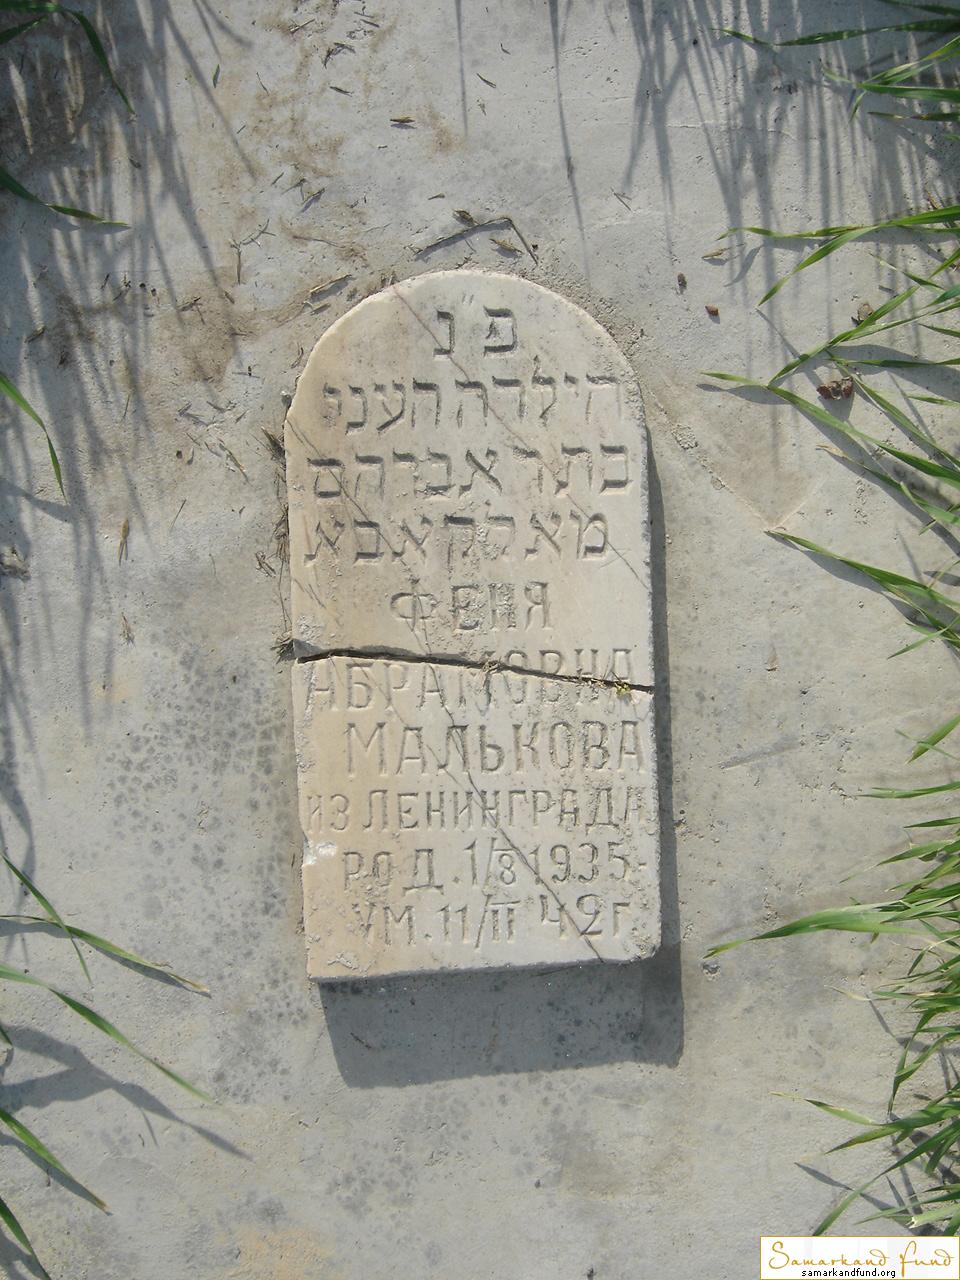 פ"נ
הילדה העני
בת ר אברהם
מאלקאבא
ФЕНЯ
АБРАМОВНА
МАЛЬКОВА
ИЗ ЛЕНИНГРАДА
РОД. 1/8 1935-
УМ. 11/II 42г.
Samarkand Fund
samarkandfund.org